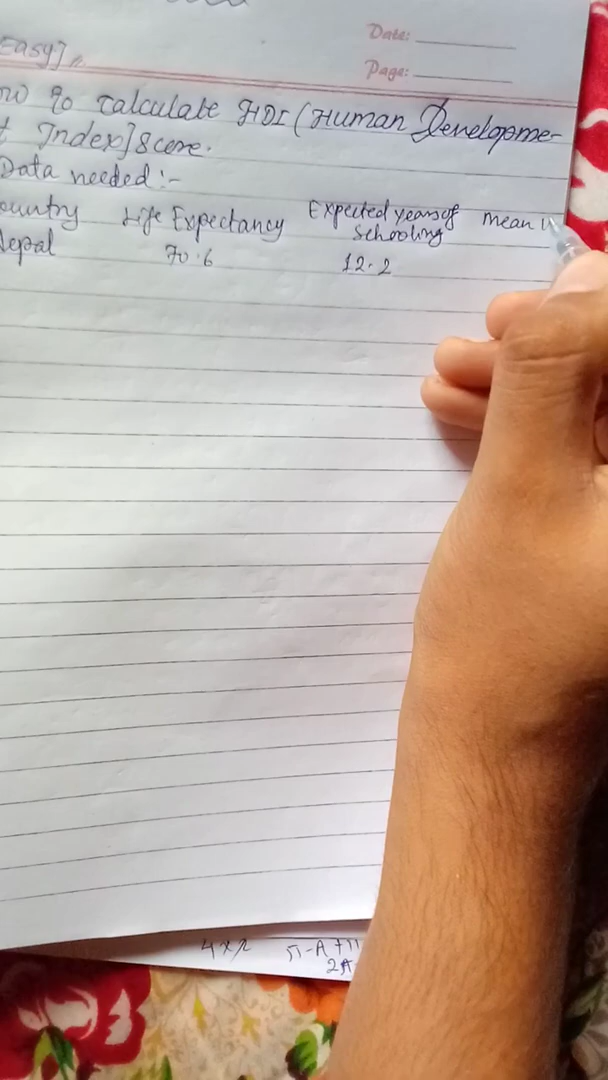 Date:
Easy]
Page:
to calculate HDI (Human Developme-
t Index] Score.
Data needed :-
ountry Life Expectancy Expected years of Schooling mean
Nepal 70.6 12.2
4x2 π-A+π
2A